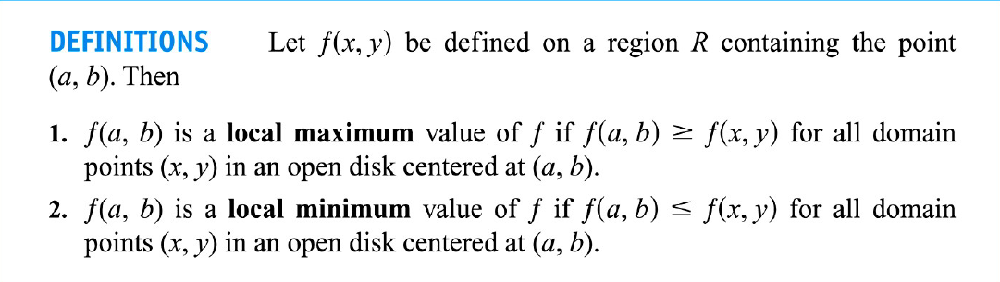 DEFINITIONS Let f(x, y) be defined on a region R containing the point
(a, b). Then
1. f(a, b) is a local maximum value of f if f(a, b) ≥ f(x, y) for all domain
points (x, y) in an open disk centered at (a, b).
2. f(a, b) is a local minimum value of f if f(a, b) ≤ f(x, y) for all domain
points (x, y) in an open disk centered at (a, b).